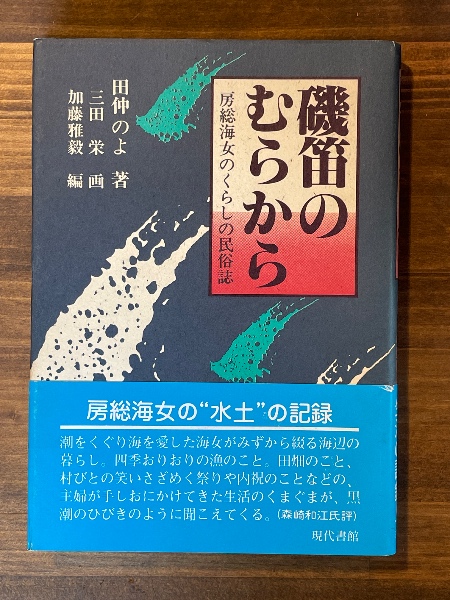 磯笛の
むらから
房総海女のくらしの民俗誌
田仲のよ 著
三田 栄 画
加藤雅毅 編
房総海女の“水土”の記録
潮をくぐり海を愛した海女がみずから綴る海辺の
暮らし。四季おりおりの漁のこと。田畑のこと、
村びとの笑いさざめく祭りや内祝のことなどの、
主婦が手しおにかけてきた生活のくまぐまが、黒
潮のひびきのように聞こえてくる。(森崎和江氏評)
現代書館